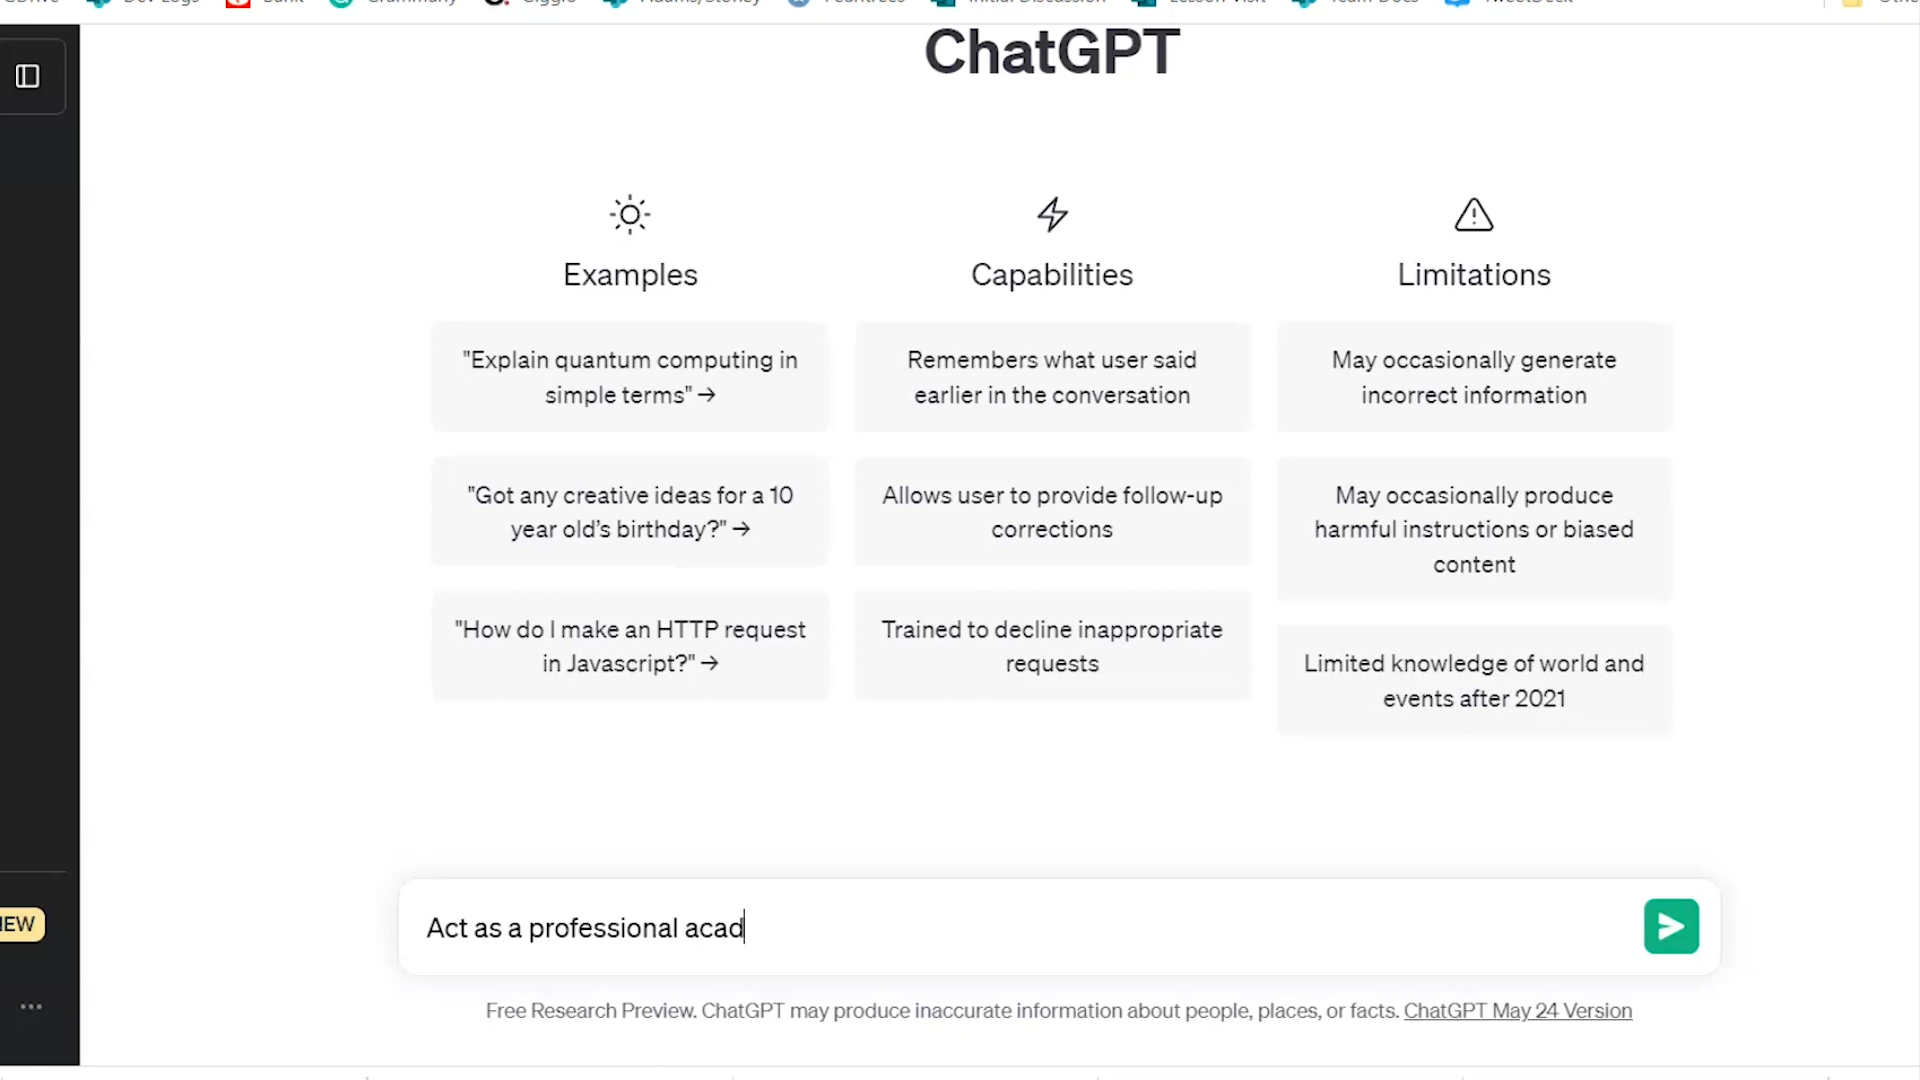 ChatGPT
Examples
Capabilities
Limitations
"Explain quantum computing in
simple terms" →
Remembers what user said
earlier in the conversation
May occasionally generate
incorrect information
"Got any creative ideas for a 10
year old’s birthday?" →
Allows user to provide follow-up
corrections
May occasionally produce
harmful instructions or biased
content
"How do I make an HTTP request
in Javascript?" →
Trained to decline inappropriate
requests
Limited knowledge of world and
events after 2021
Act as a professional acad
Free Research Preview. ChatGPT may produce inaccurate information about people, places, or facts. ChatGPT May 24 Version